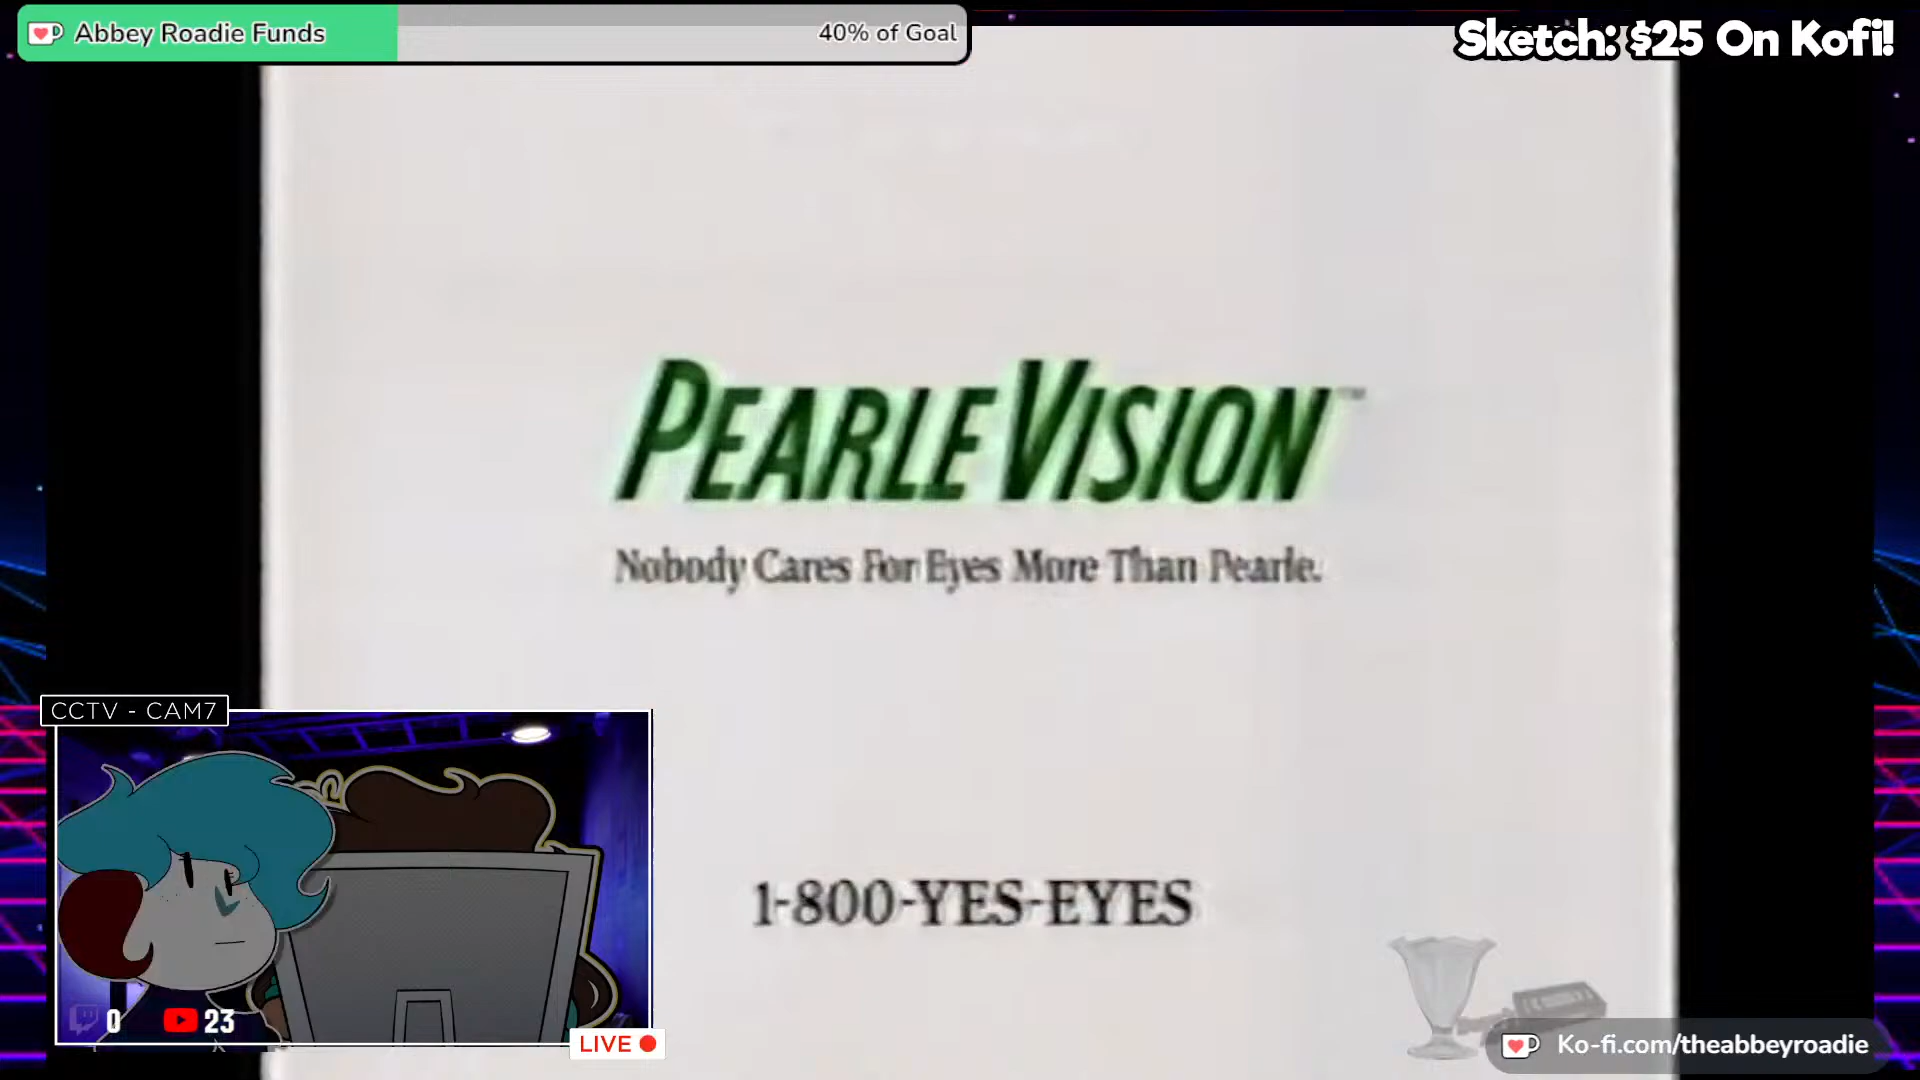 Abbey Roadie Funds
40% of Goal
Sketch: $25 On Kofi!
PEARLE VISION™
Nobody Cares For Eyes More Than Pearle.
1-800-YES-EYES
CCTV - CAM7
0
23
LIVE
Ko-fi.com/theabbeyroadie